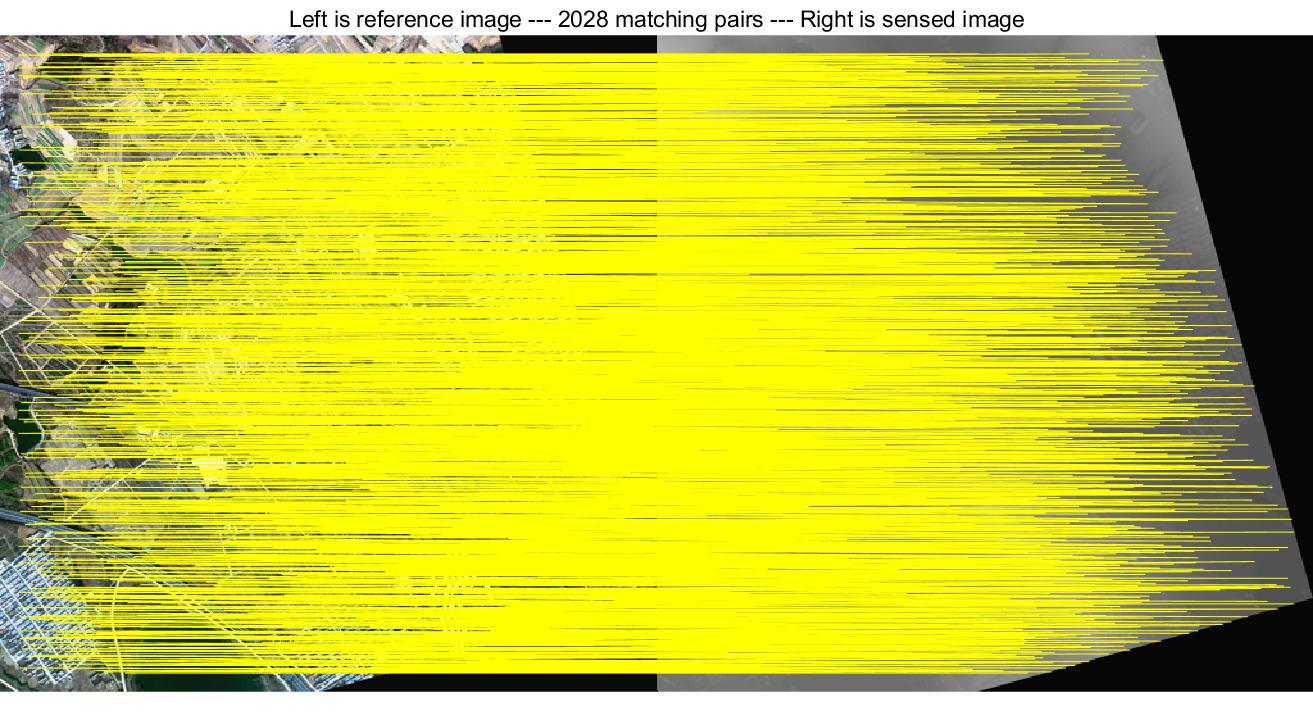 Left is reference image --- 2028 matching pairs --- Right is sensed image